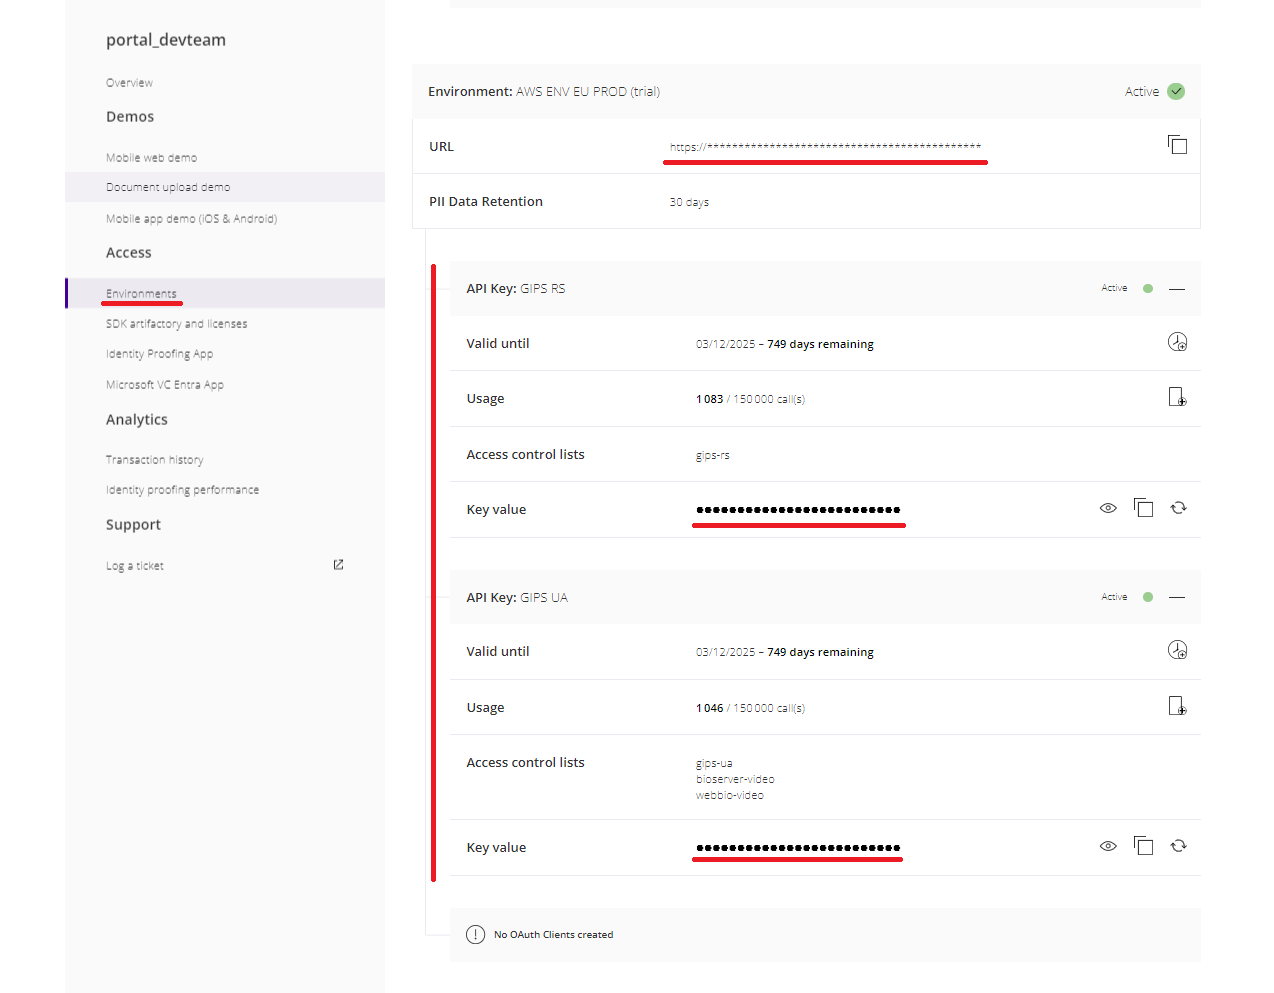 portal_devteam
Overview
Demos
Mobile web demo
Document upload demo
Mobile app demo (iOS & Android)
Access
Environments
SDK artifactory and licenses
Identity Proofing App
Microsoft VC Entra App
Analytics
Transaction history
Identity proofing performance
Support
Log a ticket
Environment: AWS ENV EU PROD (trial)
Active
URL
https://********************************************
PII Data Retention
30 days
API Key: GIPS RS
Active
Valid until
03/12/2025 – 749 days remaining
Usage
1 083 / 150 000 call(s)
Access control lists
gips-rs
Key value
●●●●●●●●●●●●●●●●●●●●●●●●●
API Key: GIPS UA
Active
Valid until
03/12/2025 – 749 days remaining
Usage
1 046 / 150 000 call(s)
Access control lists
gips-ua
bioserver-video
webbio-video
Key value
●●●●●●●●●●●●●●●●●●●●●●●●●
No OAuth Clients created